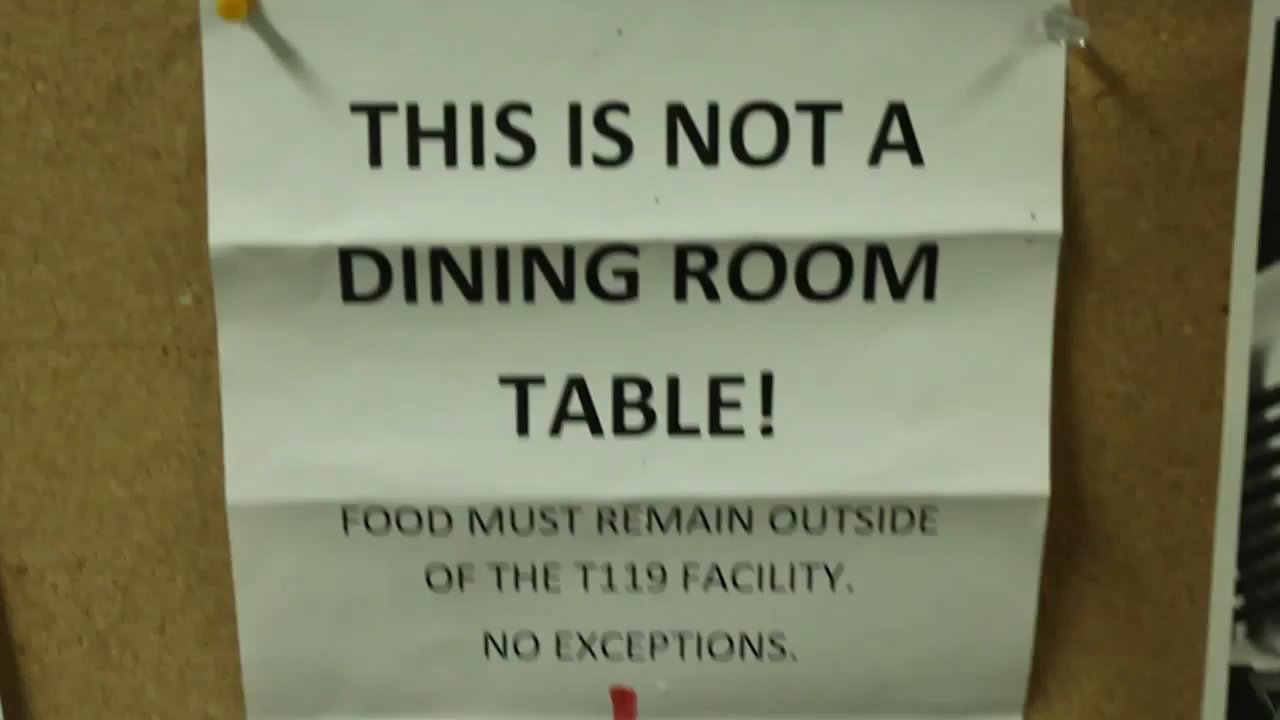 THIS IS NOT A
DINING ROOM
TABLE!
FOOD MUST REMAIN OUTSIDE
OF THE T119 FACILITY.
NO EXCEPTIONS.